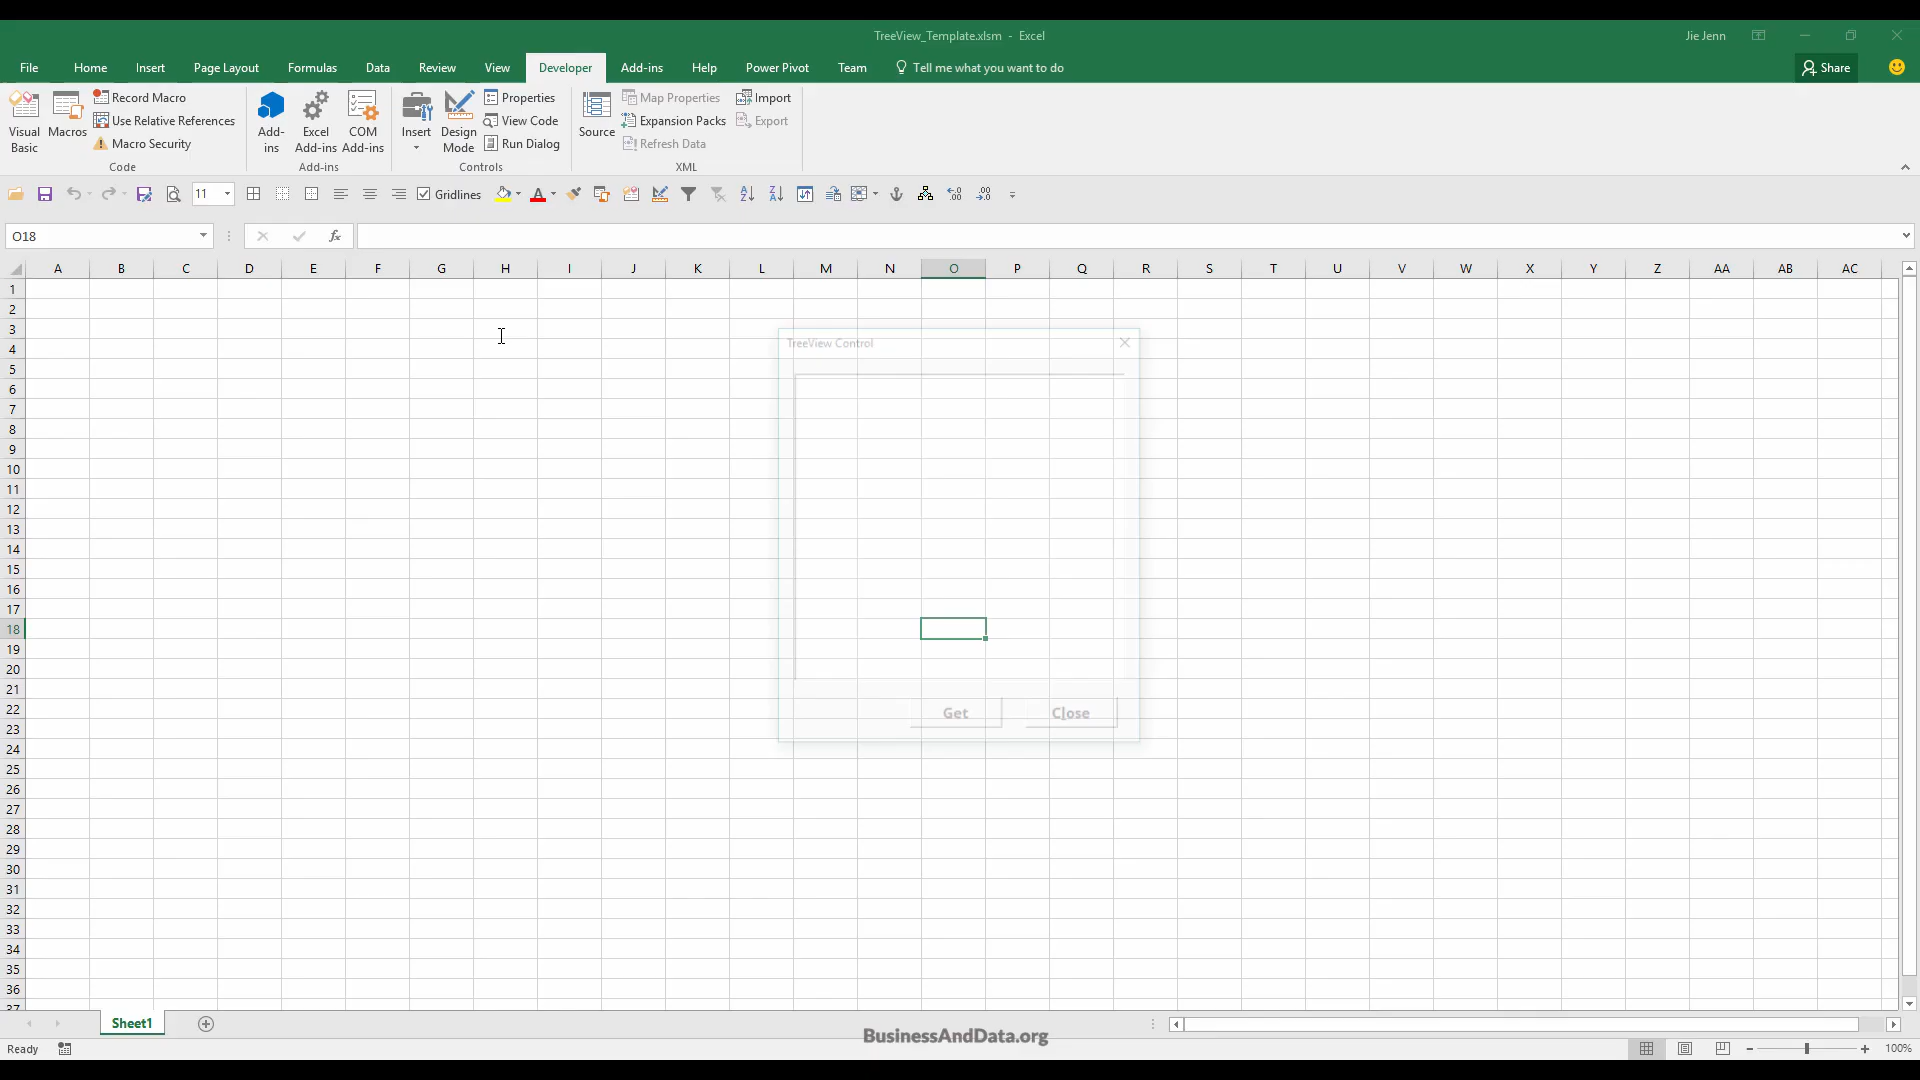 TreeView_Template.xlsm - Excel
Jie Jenn
File Home Insert Page Layout Formulas Data Review View Developer Add-ins Help Power Pivot Team Tell me what you want to do Share
Visual Basic
Macros
Record Macro
Use Relative References
Macro Security
Code
Add-ins
Excel Add-ins
COM Add-ins
Add-ins
Insert
Design Mode
Properties
View Code
Run Dialog
Controls
Source
Map Properties
Expansion Packs
Refresh Data
Import
Export
XML
11
Gridlines
O18
fx
A B C D E F G H I J K L M N O P Q R S T U V W X Y Z AA AB AC
1
2
3
4
5
6
7
8
9
10
11
12
13
14
15
16
17
18
19
20
21
22
23
24
25
26
27
28
29
30
31
32
33
34
35
36
37
TreeView Control
Get Close
Sheet1
BusinessAndData.org
Ready
100%